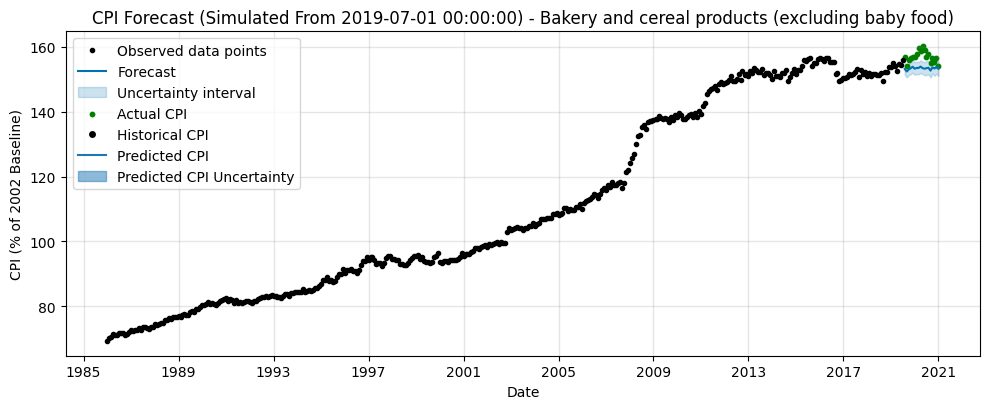 CPI Forecast (Simulated From 2019-07-01 00:00:00) - Bakery and cereal products (excluding baby food)
Observed data points
Forecast
Uncertainty interval
Actual CPI
Historical CPI
Predicted CPI
Predicted CPI Uncertainty
CPI (% of 2002 Baseline)
160
140
120
100
80
1985 1989 1993 1997 2001 2005 2009 2013 2017 2021
Date